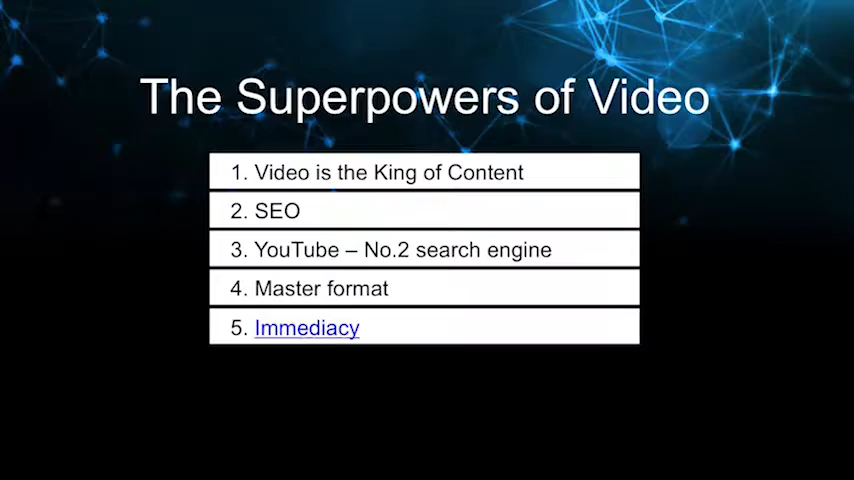 The Superpowers of Video
1. Video is the King of Content
2. SEO
3. YouTube – No.2 search engine
4. Master format
5. Immediacy